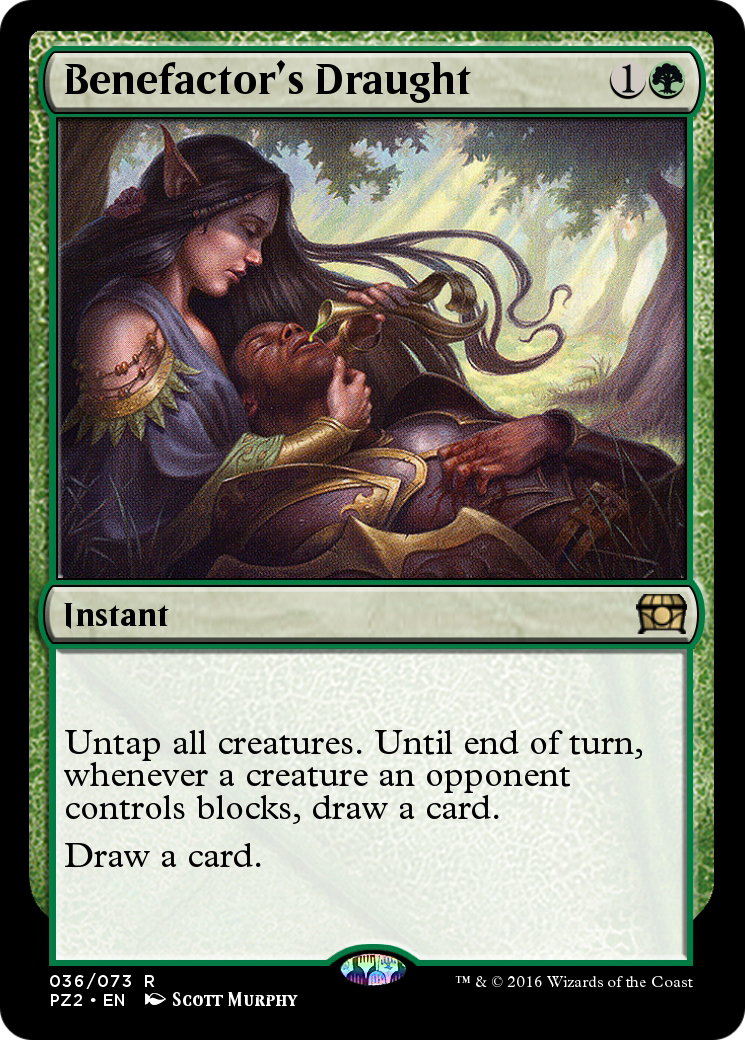 Benefactor's Draught 1
Instant
Untap all creatures. Until end of turn,
whenever a creature an opponent
controls blocks, draw a card.
Draw a card.
036/073 R
PZ2 • EN Scott Murphy
™ & © 2016 Wizards of the Coast